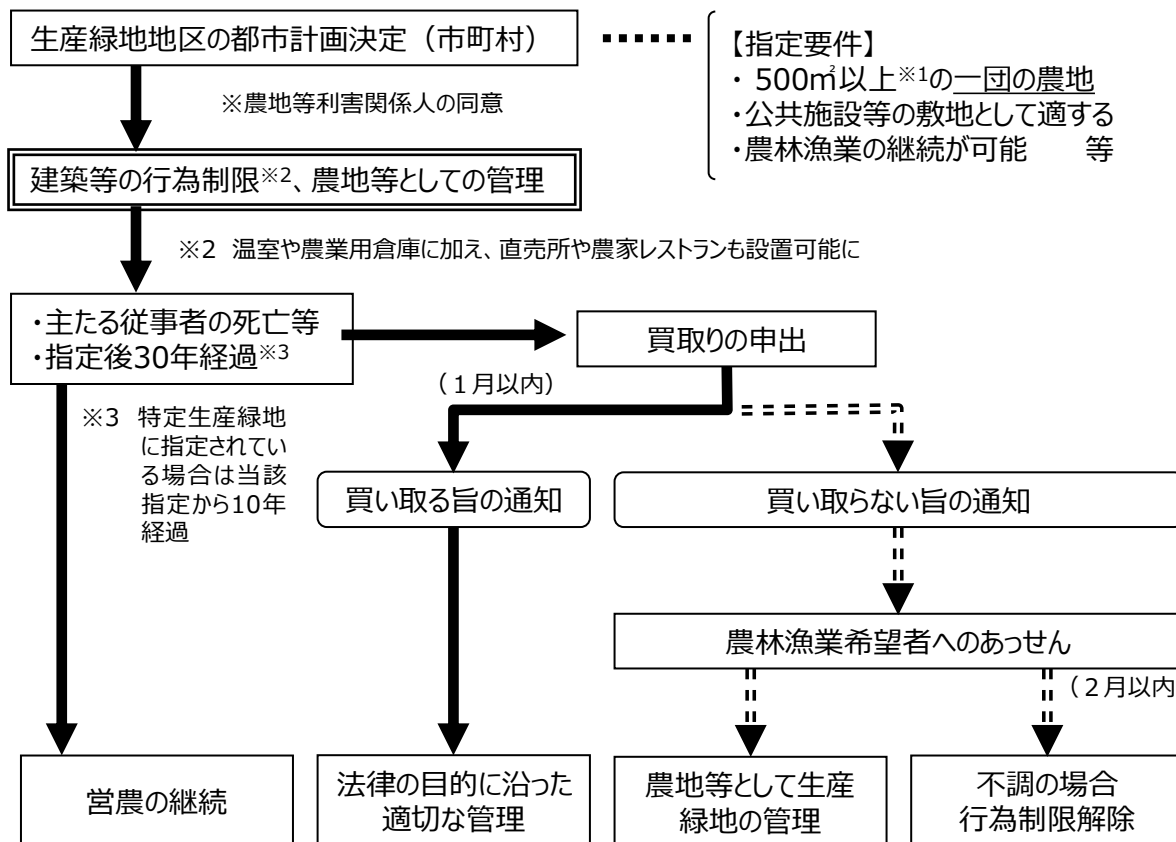 生産緑地地区の都市計画決定（市町村）
【指定要件】
・ 500㎡以上※1の一団の農地
・公共施設等の敷地として適する
・農林漁業の継続が可能　　等
※農地等利害関係人の同意
建築等の行為制限※2、農地等としての管理
※2 温室や農業用倉庫に加え、直売所や農家レストランも設置可能に
・主たる従事者の死亡等
・指定後30年経過※3
買取りの申出
（１月以内）
※3 特定生産緑地
に指定されてい
る場合は当該
指定から10年
経過
買い取る旨の通知
買い取らない旨の通知
農林漁業希望者へのあっせん
（２月以内
営農の継続
法律の目的に沿った
適切な管理
農地等として生産
緑地の管理
不調の場合
行為制限解除